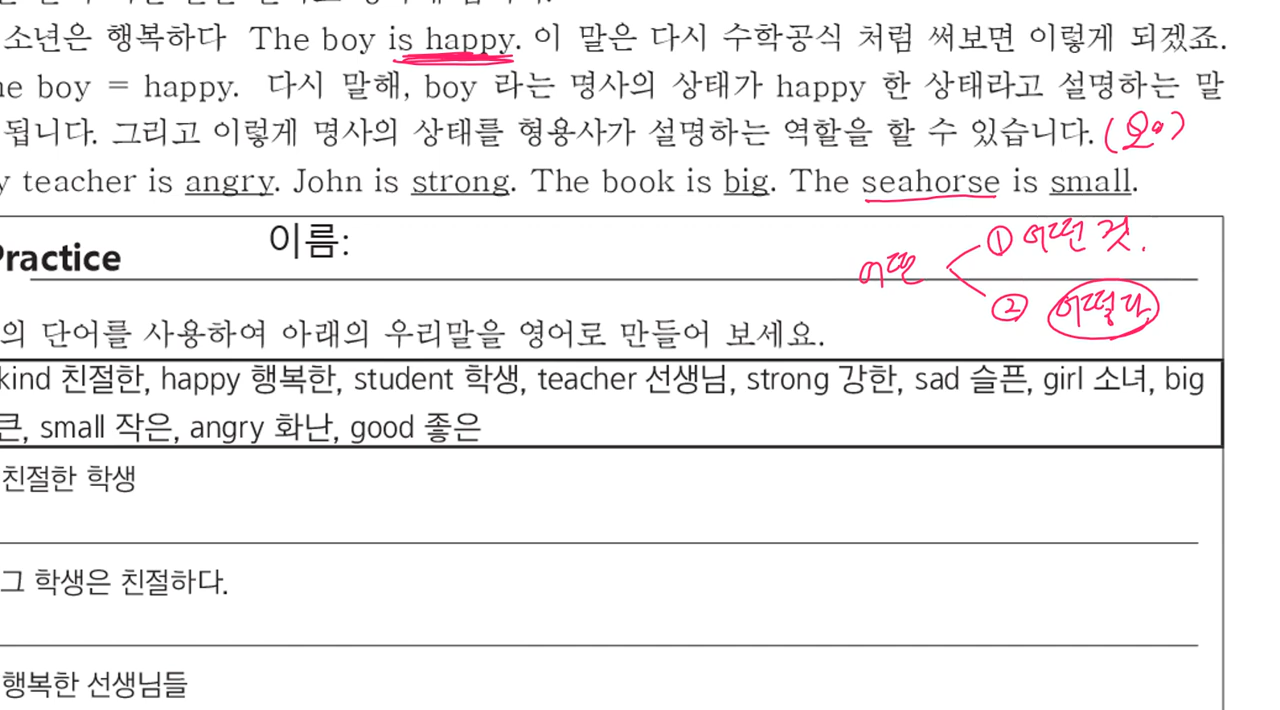 소년은 행복하다 The boy is happy. 이 말은 다시 수학공식 처럼 써보면 이렇게 되겠죠.
he boy = happy. 다시 말해, boy 라는 명사의 상태가 happy 한 상태라고 설명하는 말
됩니다. 그리고 이렇게 명사의 상태를 형용사가 설명하는 역할을 할 수 있습니다.
y teacher is angry. John is strong. The book is big. The seahorse is small.
Practice 이름:
어떤 ① 어떤 것.
② 어떻다
의 단어를 사용하여 아래의 우리말을 영어로 만들어 보세요.
kind 친절한, happy 행복한, student 학생, teacher 선생님, strong 강한, sad 슬픈, girl 소녀, big
큰, small 작은, angry 화난, good 좋은
친절한 학생
그 학생은 친절하다.
행복한 선생님들